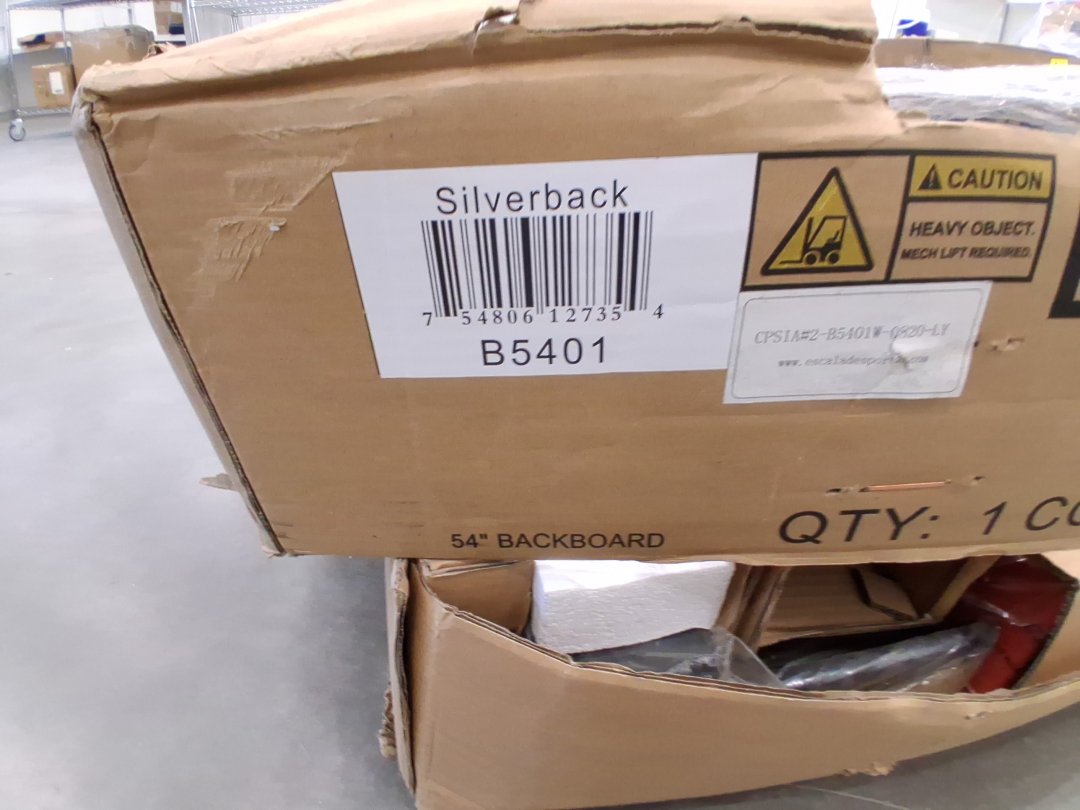 Silverback
7 54806 12735 4
B5401
CAUTION
HEAVY OBJECT.
MECH LIFT REQUIRED.
CPSIA#2-B5401W-0820-LY
www.escaladesports.com
54" BACKBOARD
QTY: 1